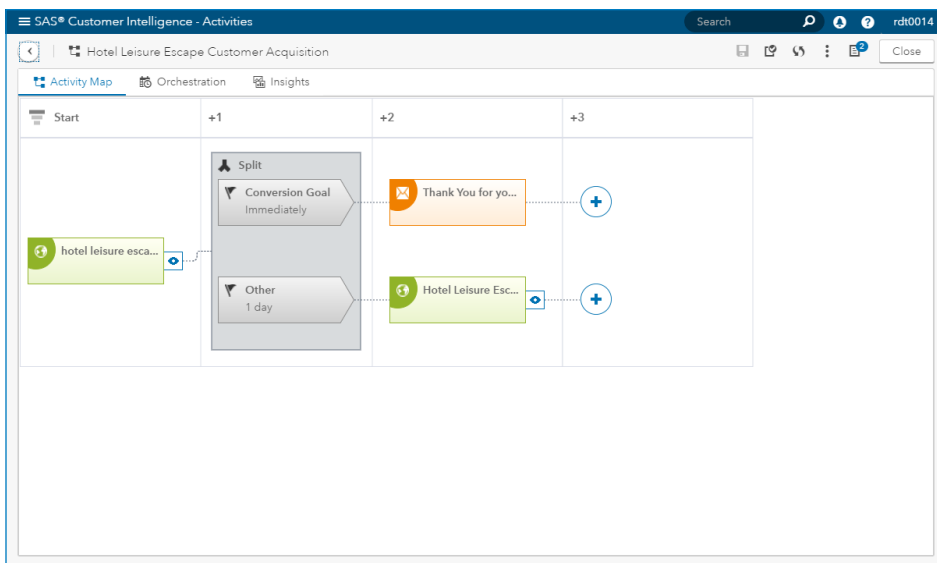 SAS® Customer Intelligence - Activities
Search
rdt0014
Hotel Leisure Escape Customer Acquisition
2
Close
Activity Map
Orchestration
Insights
Start
+1
+2
+3
Split
Conversion Goal
Immediately
Thank You for yo...
hotel leisure esca...
Other
1 day
Hotel Leisure Esc...